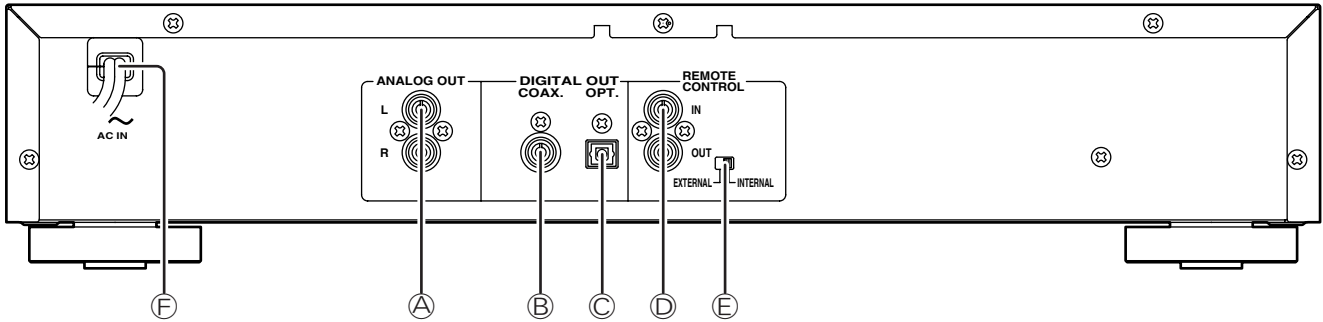 ANALOG OUT
L
R
DIGITAL OUT
COAX. OPT.
REMOTE
CONTROL
IN
OUT
EXTERNAL INTERNAL
AC IN
Ⓕ Ⓐ Ⓑ Ⓒ Ⓓ Ⓔ